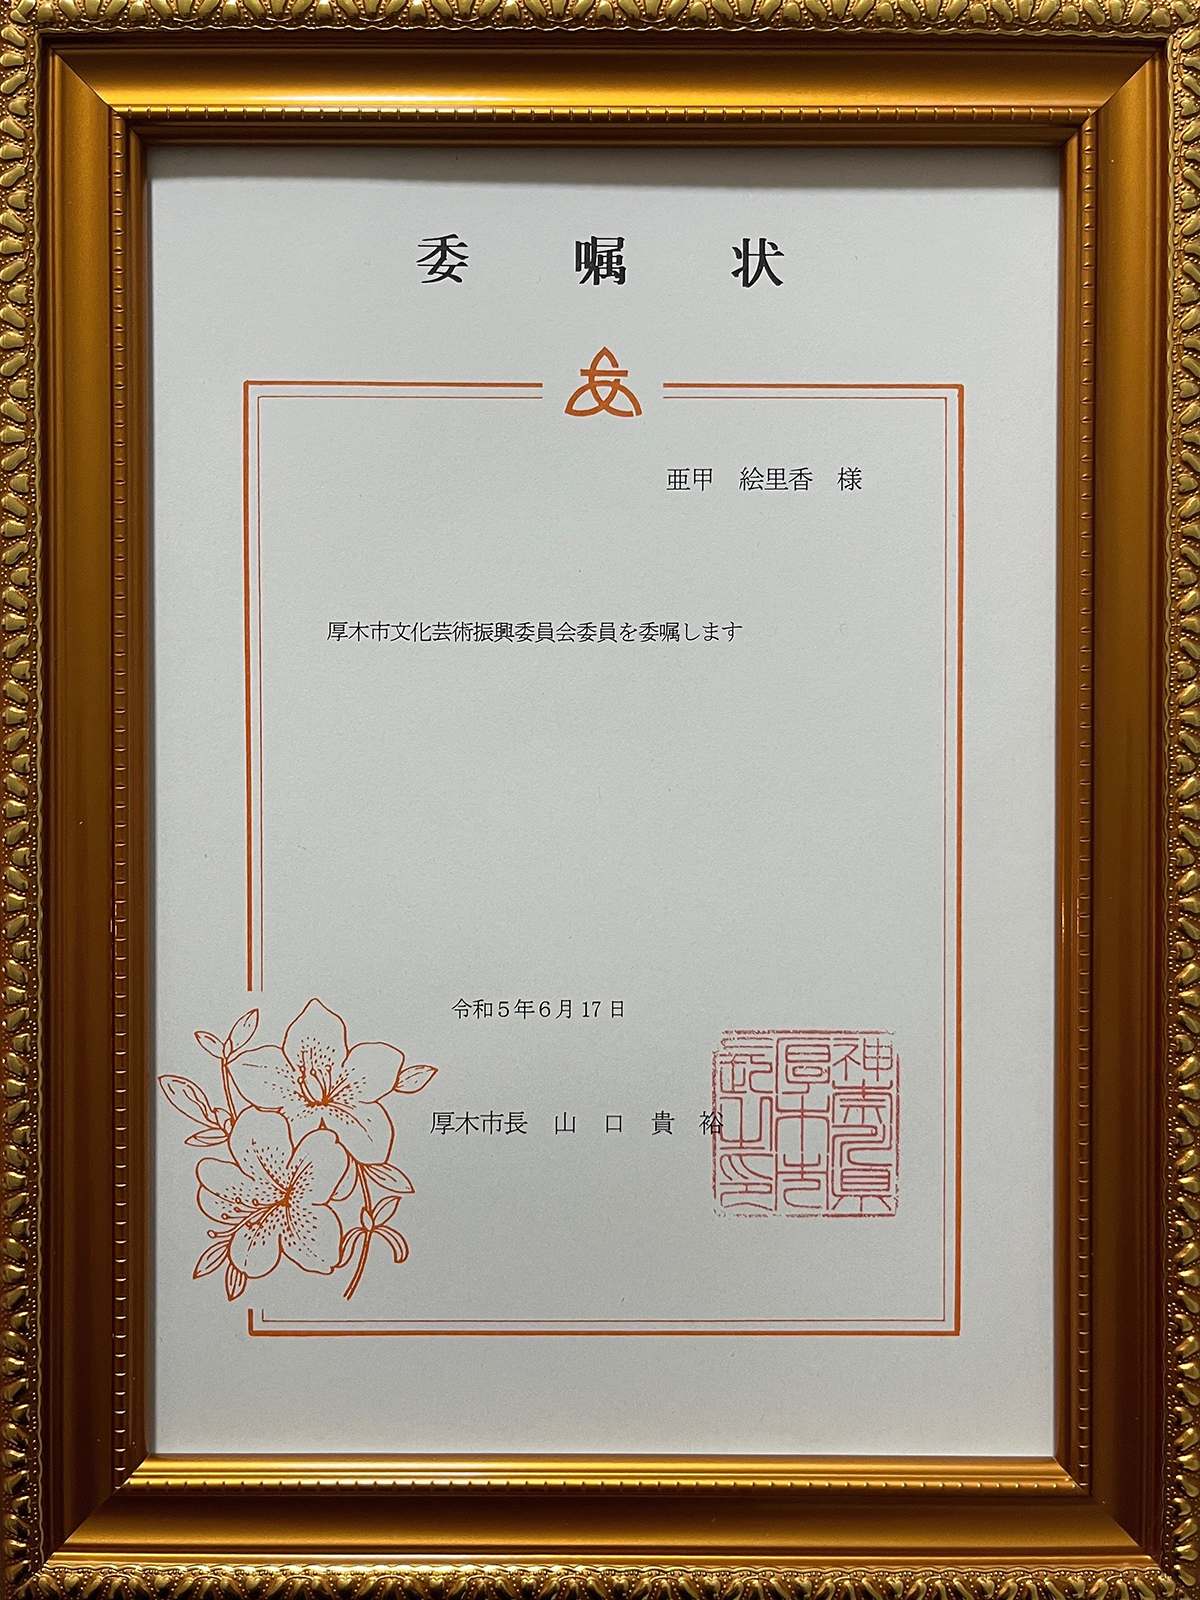 委嘱状
亜甲 絵里香 様
厚木市文化芸術振興委員会委員を委嘱します
令和5年6月17日
厚木市長 山口貴裕